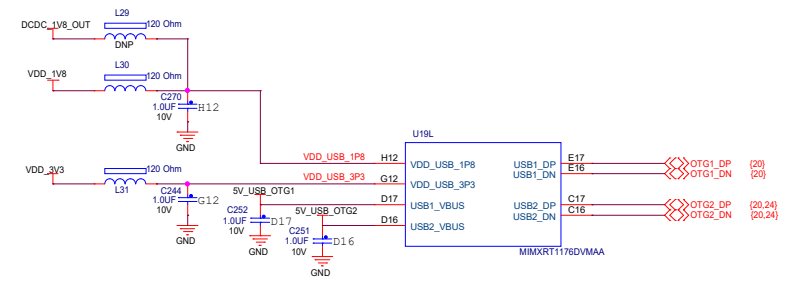 L29
DCDC_1V8_OUT
120 Ohm
DNP
L30
VDD_1V8
120 Ohm
C270
1.0UF
10V
H12
GND
U19L
VDD_USB_1P8
H12
VDD_USB_1P8
USB1_DP
E17
OTG1_DP
{20}
USB1_DN
E16
OTG1_DN
{20}
VDD_3V3
120 Ohm
L31
VDD_USB_3P3
G12
VDD_USB_3P3
C244
1.0UF
10V
G12
GND
5V_USB_OTG1
D17
USB1_VBUS
USB2_DP
C17
OTG2_DP
{20,24}
C252
1.0UF
10V
D17
GND
5V_USB_OTG2
D16
USB2_VBUS
USB2_DN
C16
OTG2_DN
{20,24}
C251
1.0UF
10V
D16
GND
MIMXRT1176DVMAA